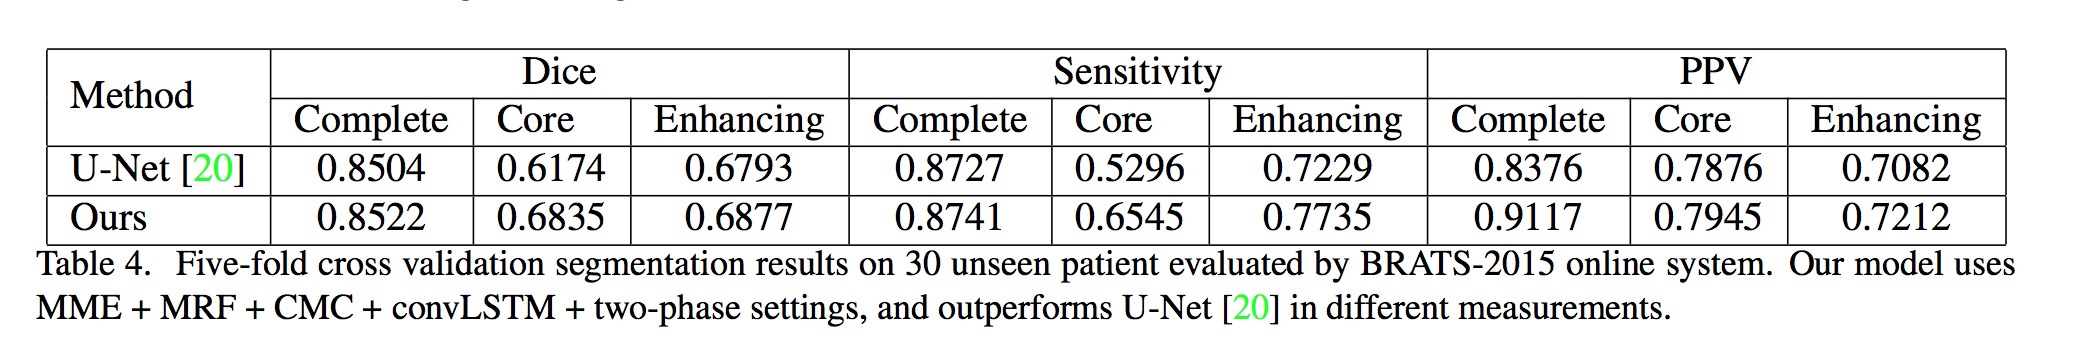 Method Dice Sensitivity PPV
Complete Core Enhancing Complete Core Enhancing Complete Core Enhancing
U-Net [20] 0.8504 0.6174 0.6793 0.8727 0.5296 0.7229 0.8376 0.7876 0.7082
Ours 0.8522 0.6835 0.6877 0.8741 0.6545 0.7735 0.9117 0.7945 0.7212
Table 4. Five-fold cross validation segmentation results on 30 unseen patient evaluated by BRATS-2015 online system. Our model uses
MME + MRF + CMC + convLSTM + two-phase settings, and outperforms U-Net [20] in different measurements.